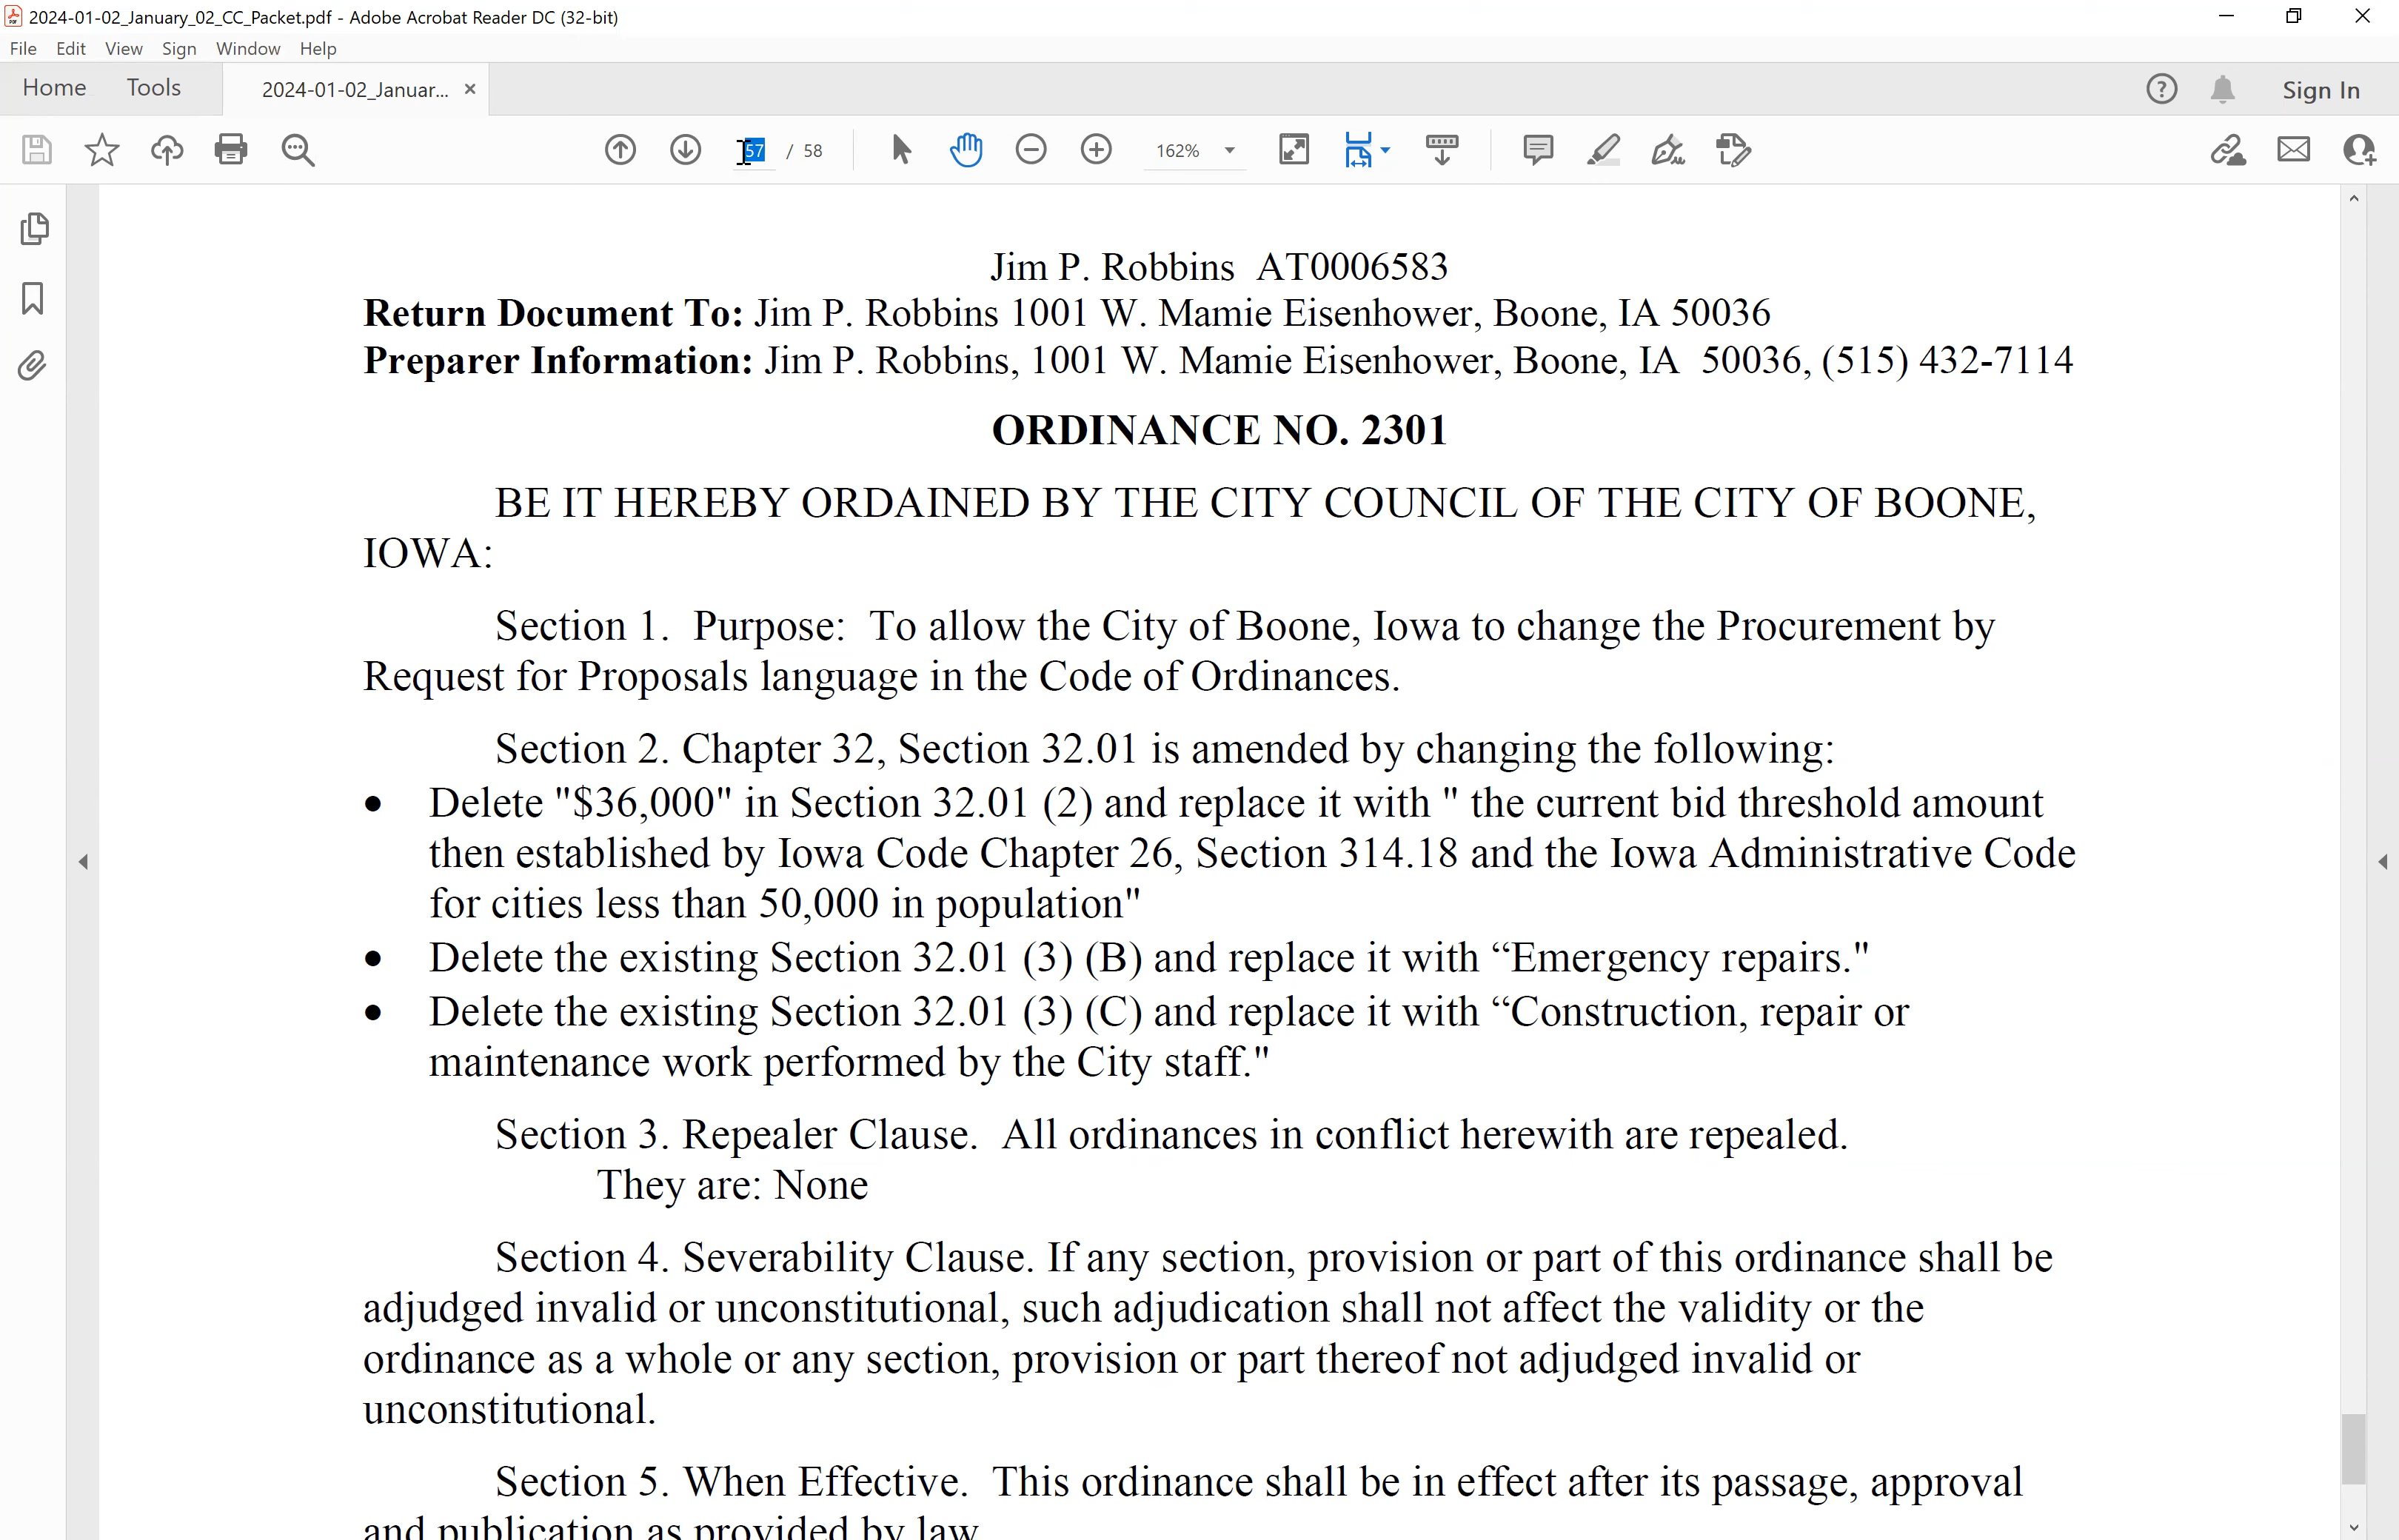 2024-01-02_January_02_CC_Packet.pdf - Adobe Acrobat Reader DC (32-bit)
File Edit View Sign Window Help
Home Tools 2024-01-02_Januar... × Sign In
57 / 58 162%
Jim P. Robbins AT0006583
Return Document To: Jim P. Robbins 1001 W. Mamie Eisenhower, Boone, IA 50036
Preparer Information: Jim P. Robbins, 1001 W. Mamie Eisenhower, Boone, IA 50036, (515) 432-7114
ORDINANCE NO. 2301
BE IT HEREBY ORDAINED BY THE CITY COUNCIL OF THE CITY OF BOONE,
IOWA:
Section 1. Purpose: To allow the City of Boone, Iowa to change the Procurement by
Request for Proposals language in the Code of Ordinances.
Section 2. Chapter 32, Section 32.01 is amended by changing the following:
• Delete "$36,000" in Section 32.01 (2) and replace it with " the current bid threshold amount
then established by Iowa Code Chapter 26, Section 314.18 and the Iowa Administrative Code
for cities less than 50,000 in population"
• Delete the existing Section 32.01 (3) (B) and replace it with “Emergency repairs."
• Delete the existing Section 32.01 (3) (C) and replace it with “Construction, repair or
maintenance work performed by the City staff."
Section 3. Repealer Clause. All ordinances in conflict herewith are repealed.
They are: None
Section 4. Severability Clause. If any section, provision or part of this ordinance shall be
adjudged invalid or unconstitutional, such adjudication shall not affect the validity or the
ordinance as a whole or any section, provision or part thereof not adjudged invalid or
unconstitutional.
Section 5. When Effective. This ordinance shall be in effect after its passage, approval
and publication as provided by law.